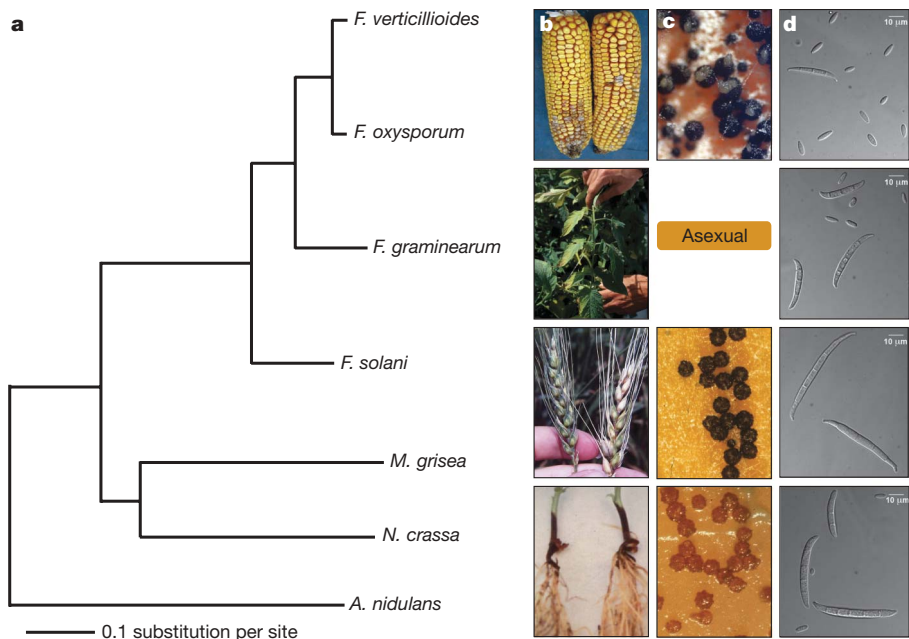 a
F. verticillioides
F. oxysporum
F. graminearum
F. solani
M. grisea
N. crassa
A. nidulans
0.1 substitution per site
b
c
Asexual
d
10 μm
10 μm
10 μm
10 μm